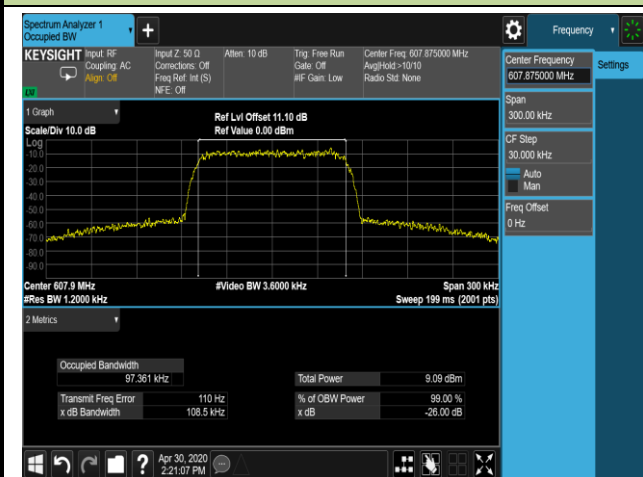 Spectrum Analyzer 1
Occupied BW
Frequency
KEYSIGHT
Input: RF
Coupling: AC
Align: Off
Input Z: 50 Ω
Corrections: Off
Freq Ref: Int (S)
NFE: Off
Atten: 10 dB
Trig: Free Run
Gate: Off
#IF Gain: Low
Center Freq: 607.875000 MHz
Avg|Hold:>10/10
Radio Std: None
Center Frequency
607.875000 MHz
Settings
Span
300.00 kHz
CF Step
30.000 kHz
Auto
Man
Freq Offset
0 Hz
1 Graph
Scale/Div 10.0 dB
Ref Lvl Offset 11.10 dB
Ref Value 0.00 dBm
Log
-10.0
-20.0
-30.0
-40.0
-50.0
-60.0
-70.0
-80.0
-90.0
Center 607.9 MHz
#Video BW 3.6000 kHz
Span 300 kHz
#Res BW 1.2000 kHz
Sweep 199 ms (2001 pts)
2 Metrics
Occupied Bandwidth
97.361 kHz
Total Power 9.09 dBm
Transmit Freq Error 110 Hz
% of OBW Power 99.00 %
x dB Bandwidth 108.5 kHz
x dB -26.00 dB
?
Apr 30, 2020
2:21:07 PM